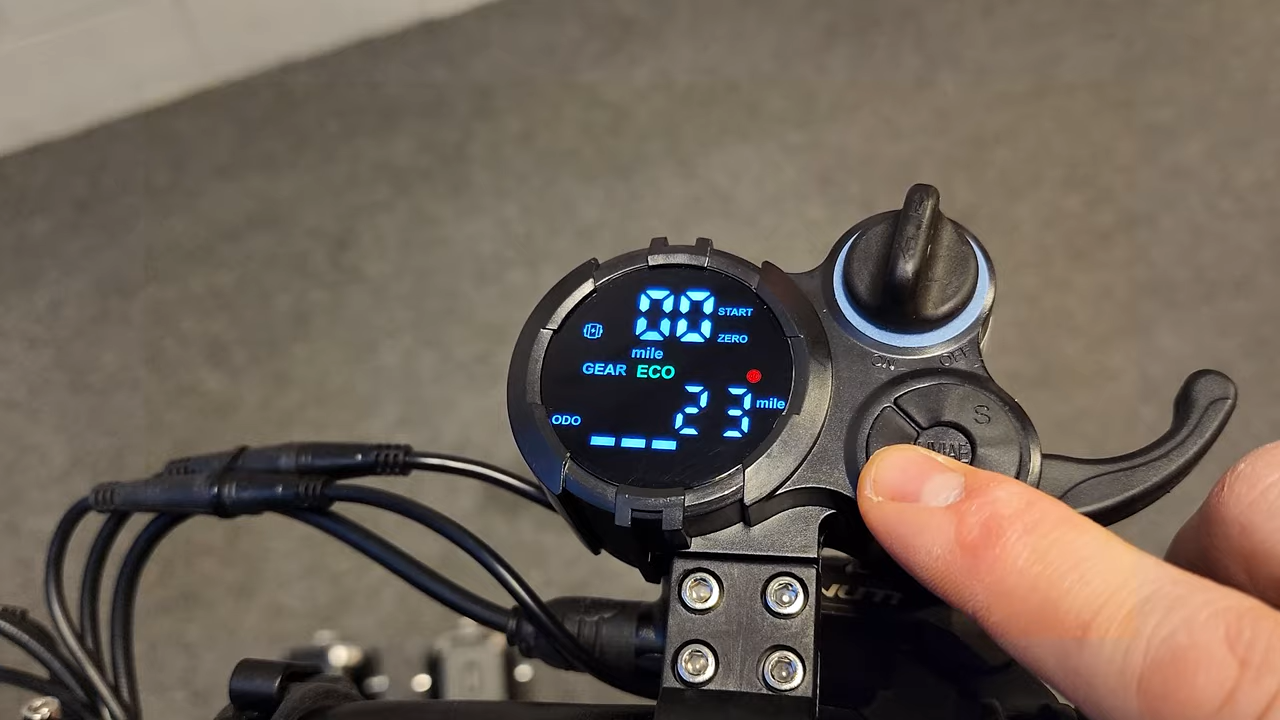 00 START
ZERO
mile
GEAR ECO
23 mile
ODO
ON OFF
S